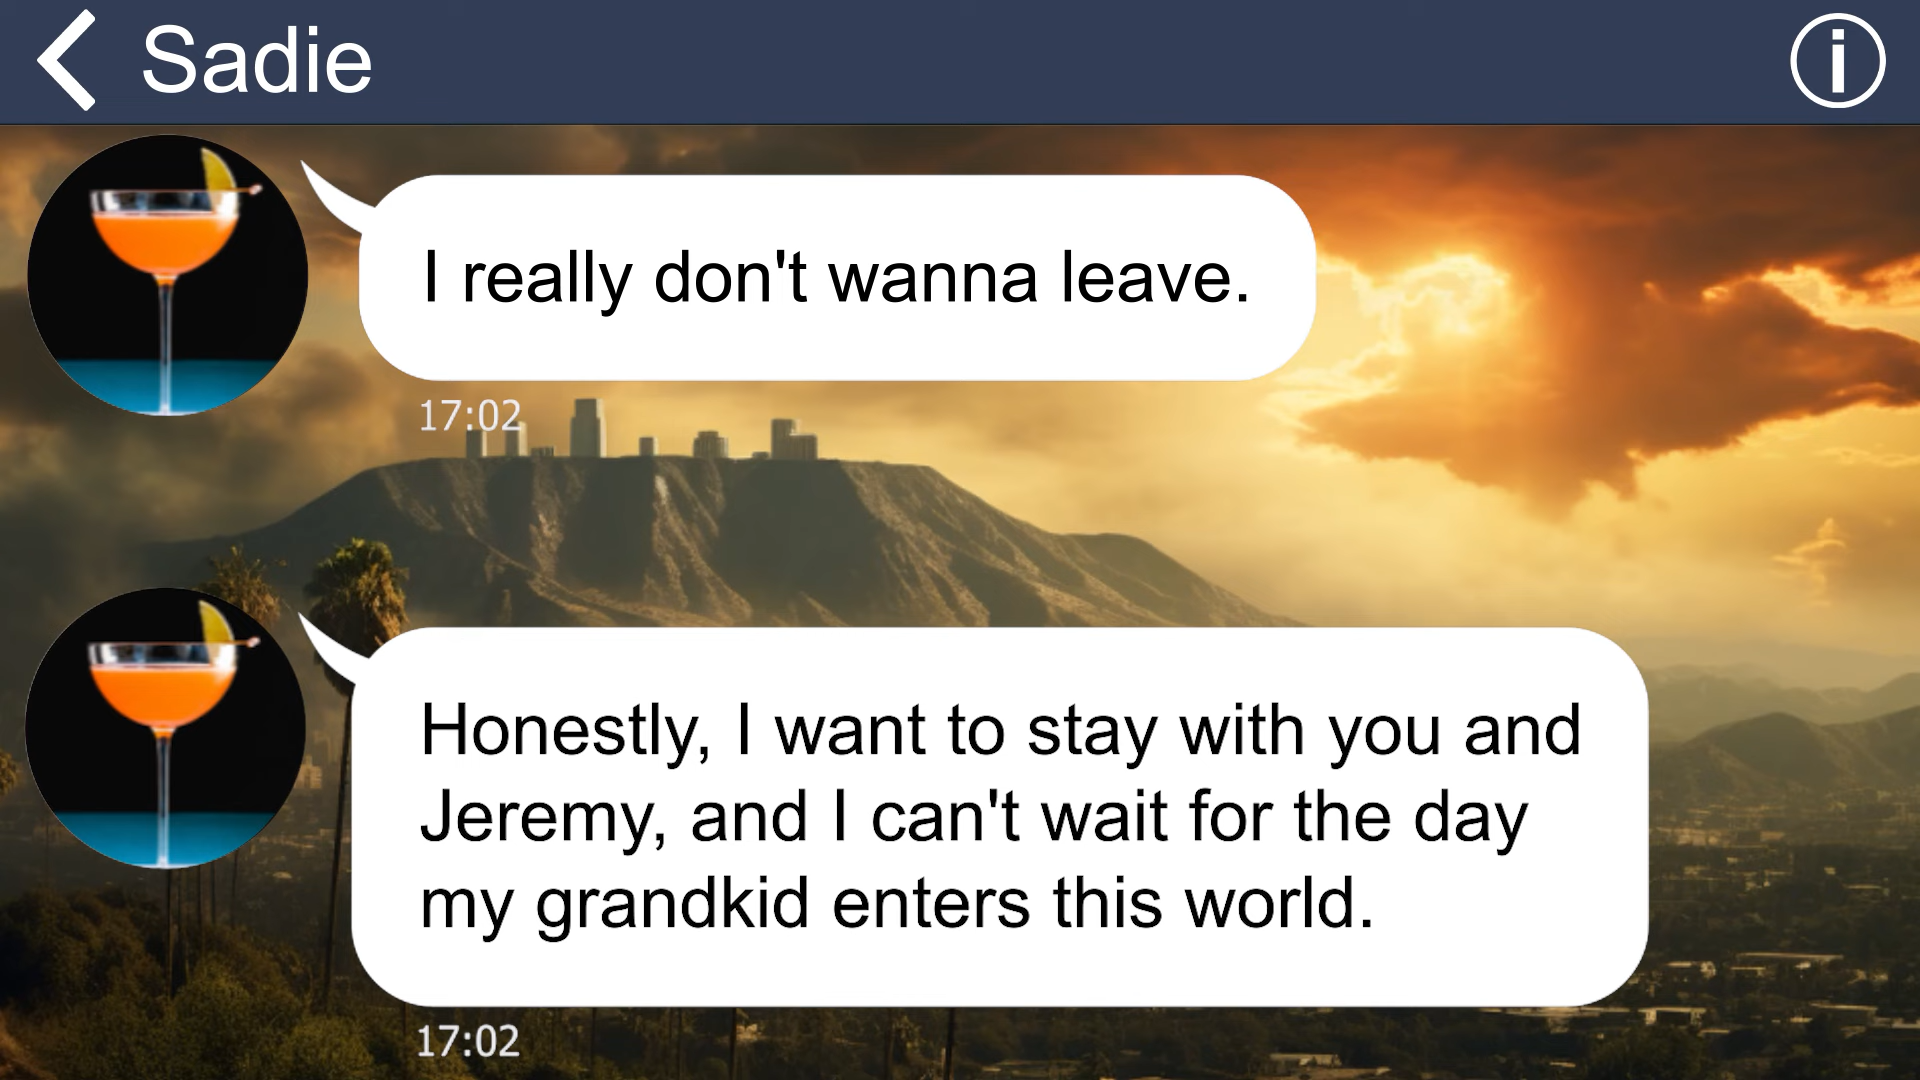 Sadie
I really don't wanna leave.
17:02
Honestly, I want to stay with you and
Jeremy, and I can't wait for the day
my grandkid enters this world.
17:02